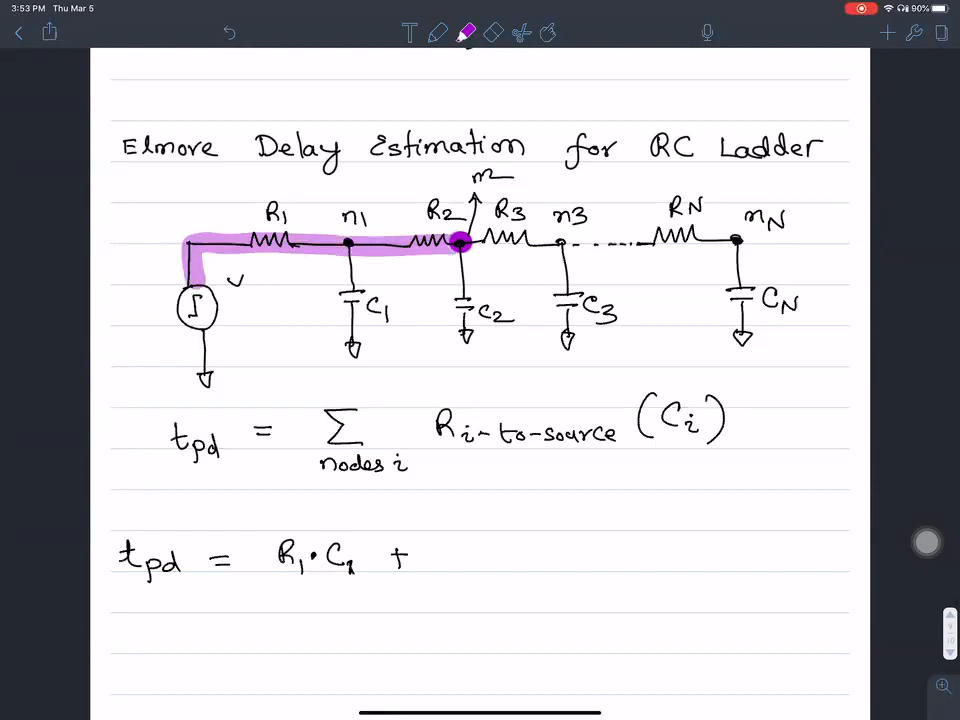 3:53 PM Thu Mar 5
90%
Elmore Delay Estimation for RC Ladder
R1 n1 R2 R3 n3 RN nN
V C1 C2 C3 CN
tpd = Σ Ri-to-source (Ci)
nodes i
tpd = R1 · C1 +